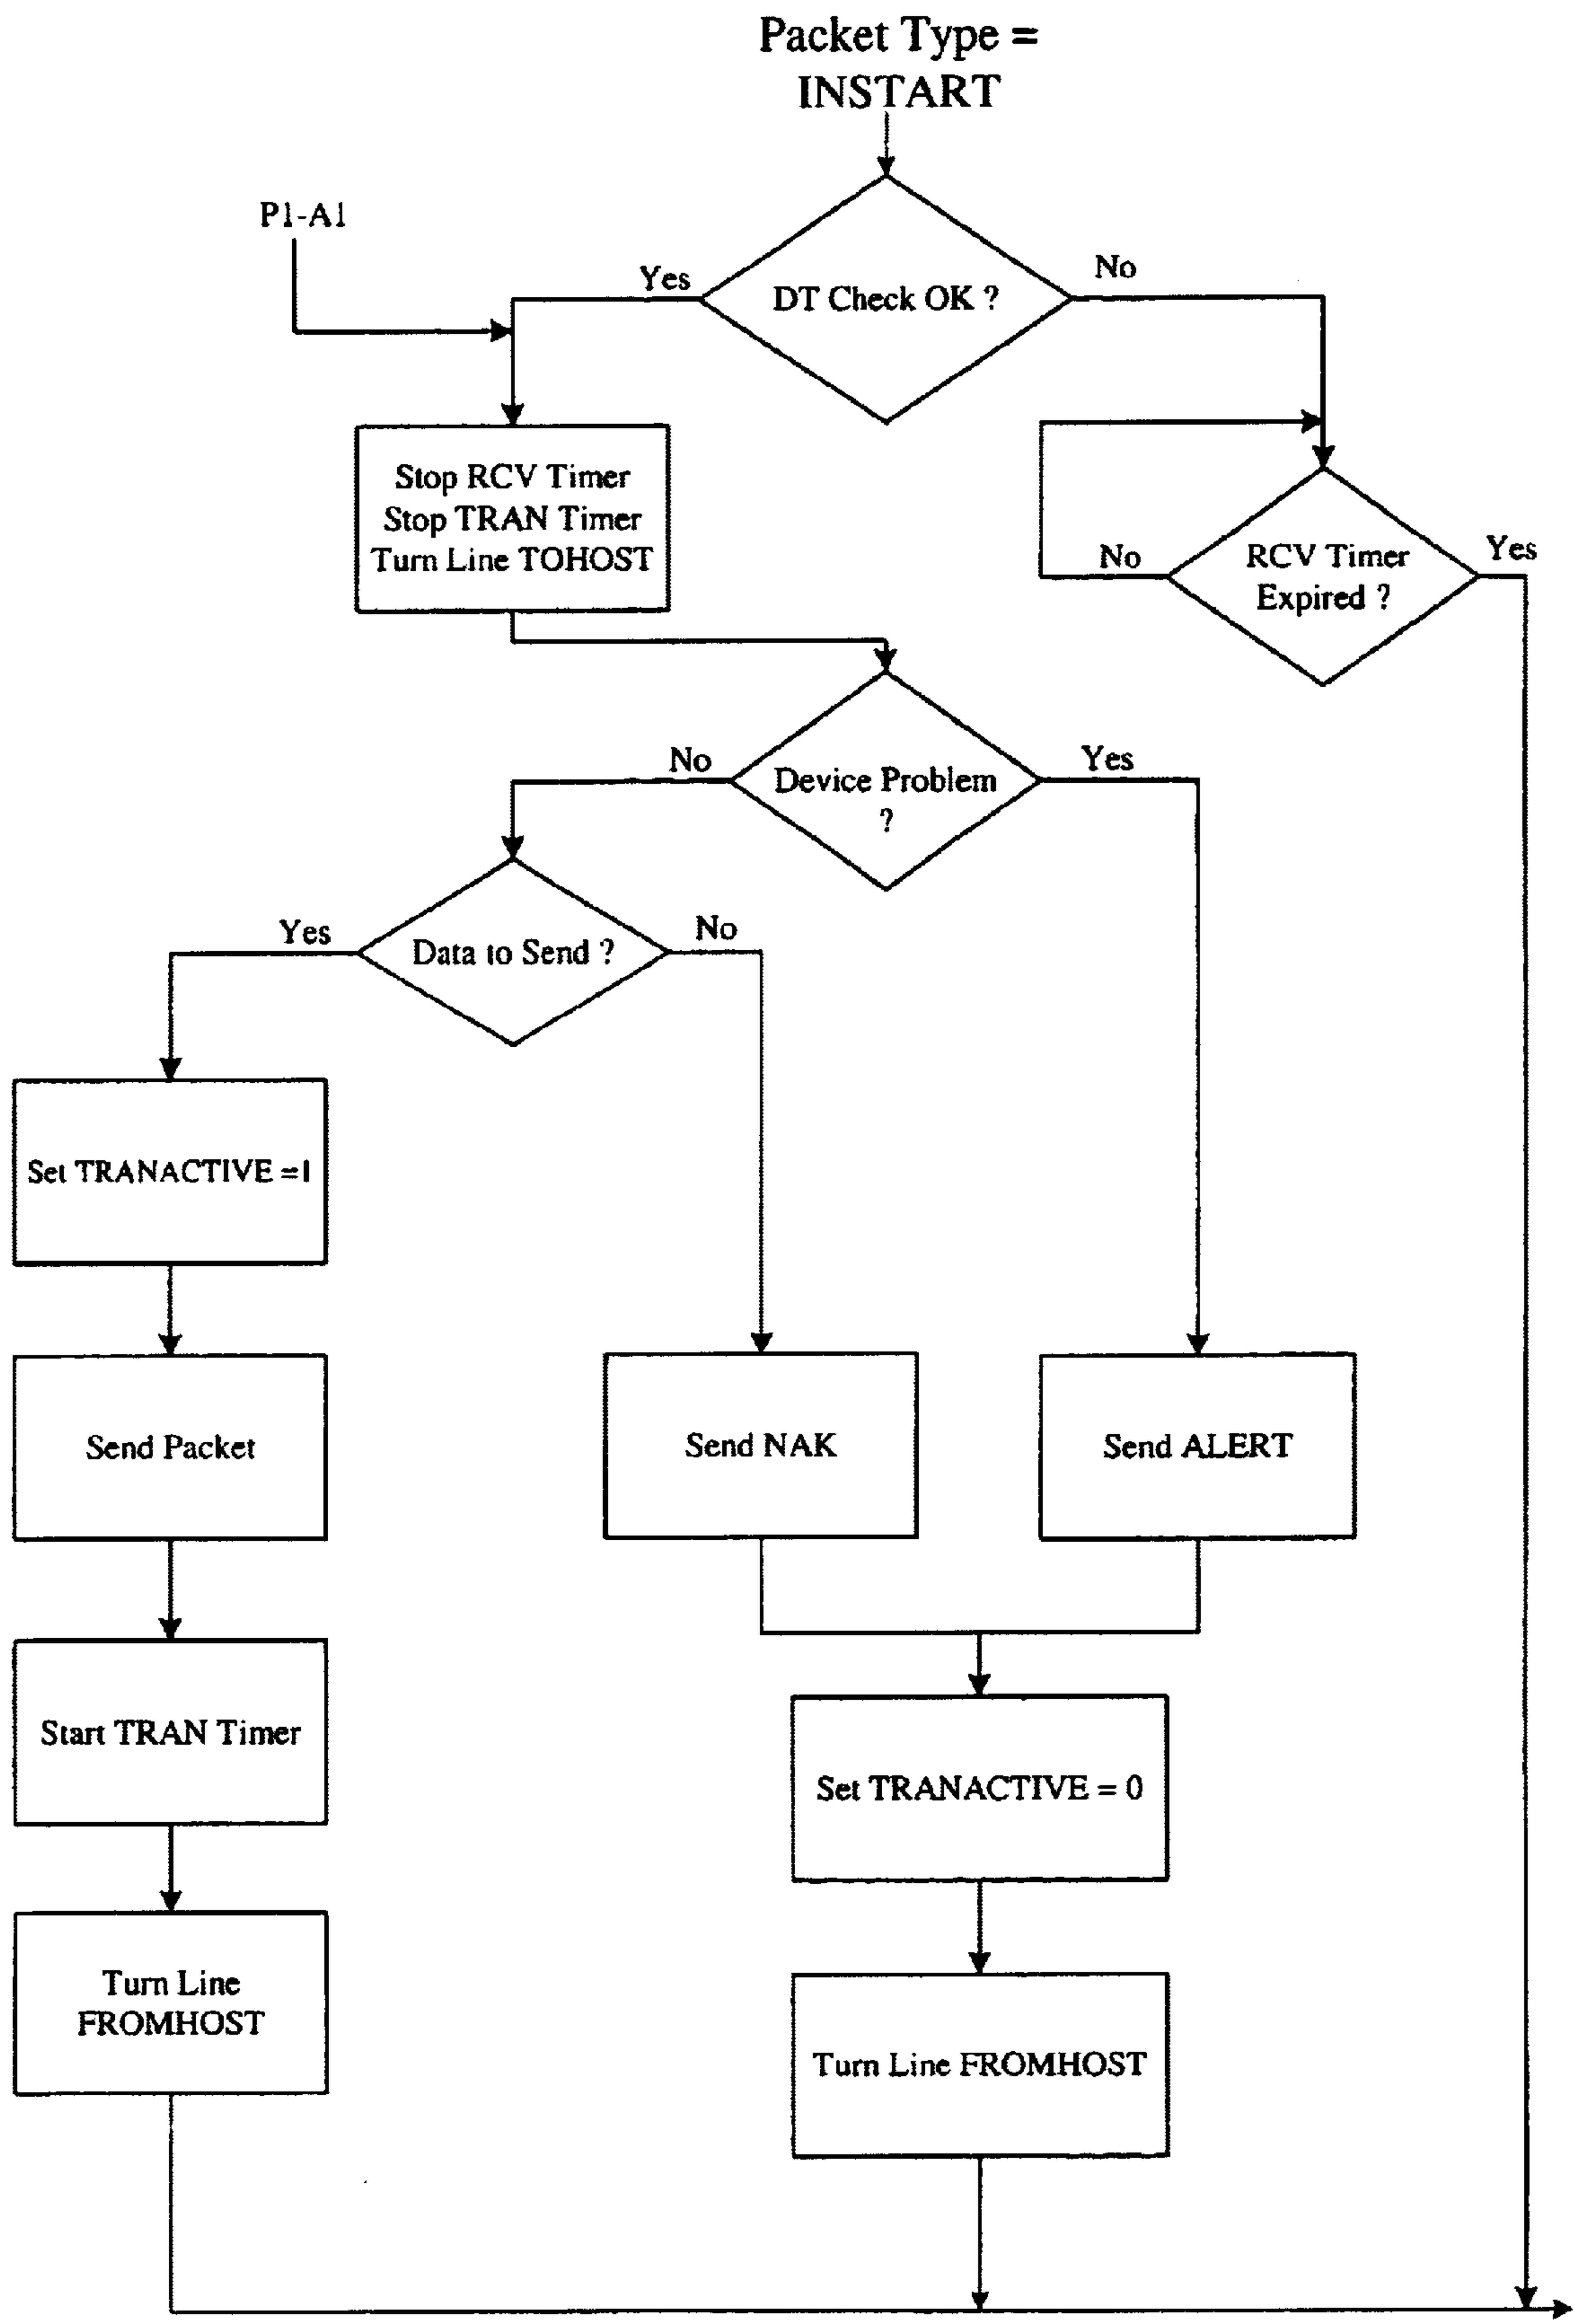 Packet Type =
INSTART
P1-A1
Yes
DT Check OK ?
No
Stop RCV Timer
Stop TRAN Timer
Turn Line TOHOST
No
RCV Timer
Expired ?
Yes
No
Device Problem
?
Yes
Yes
Data to Send ?
No
Set TRANACTIVE =1
Send Packet
Send NAK
Send ALERT
Start TRAN Timer
Set TRANACTIVE = 0
Turn Line
FROMHOST
Turn Line FROMHOST